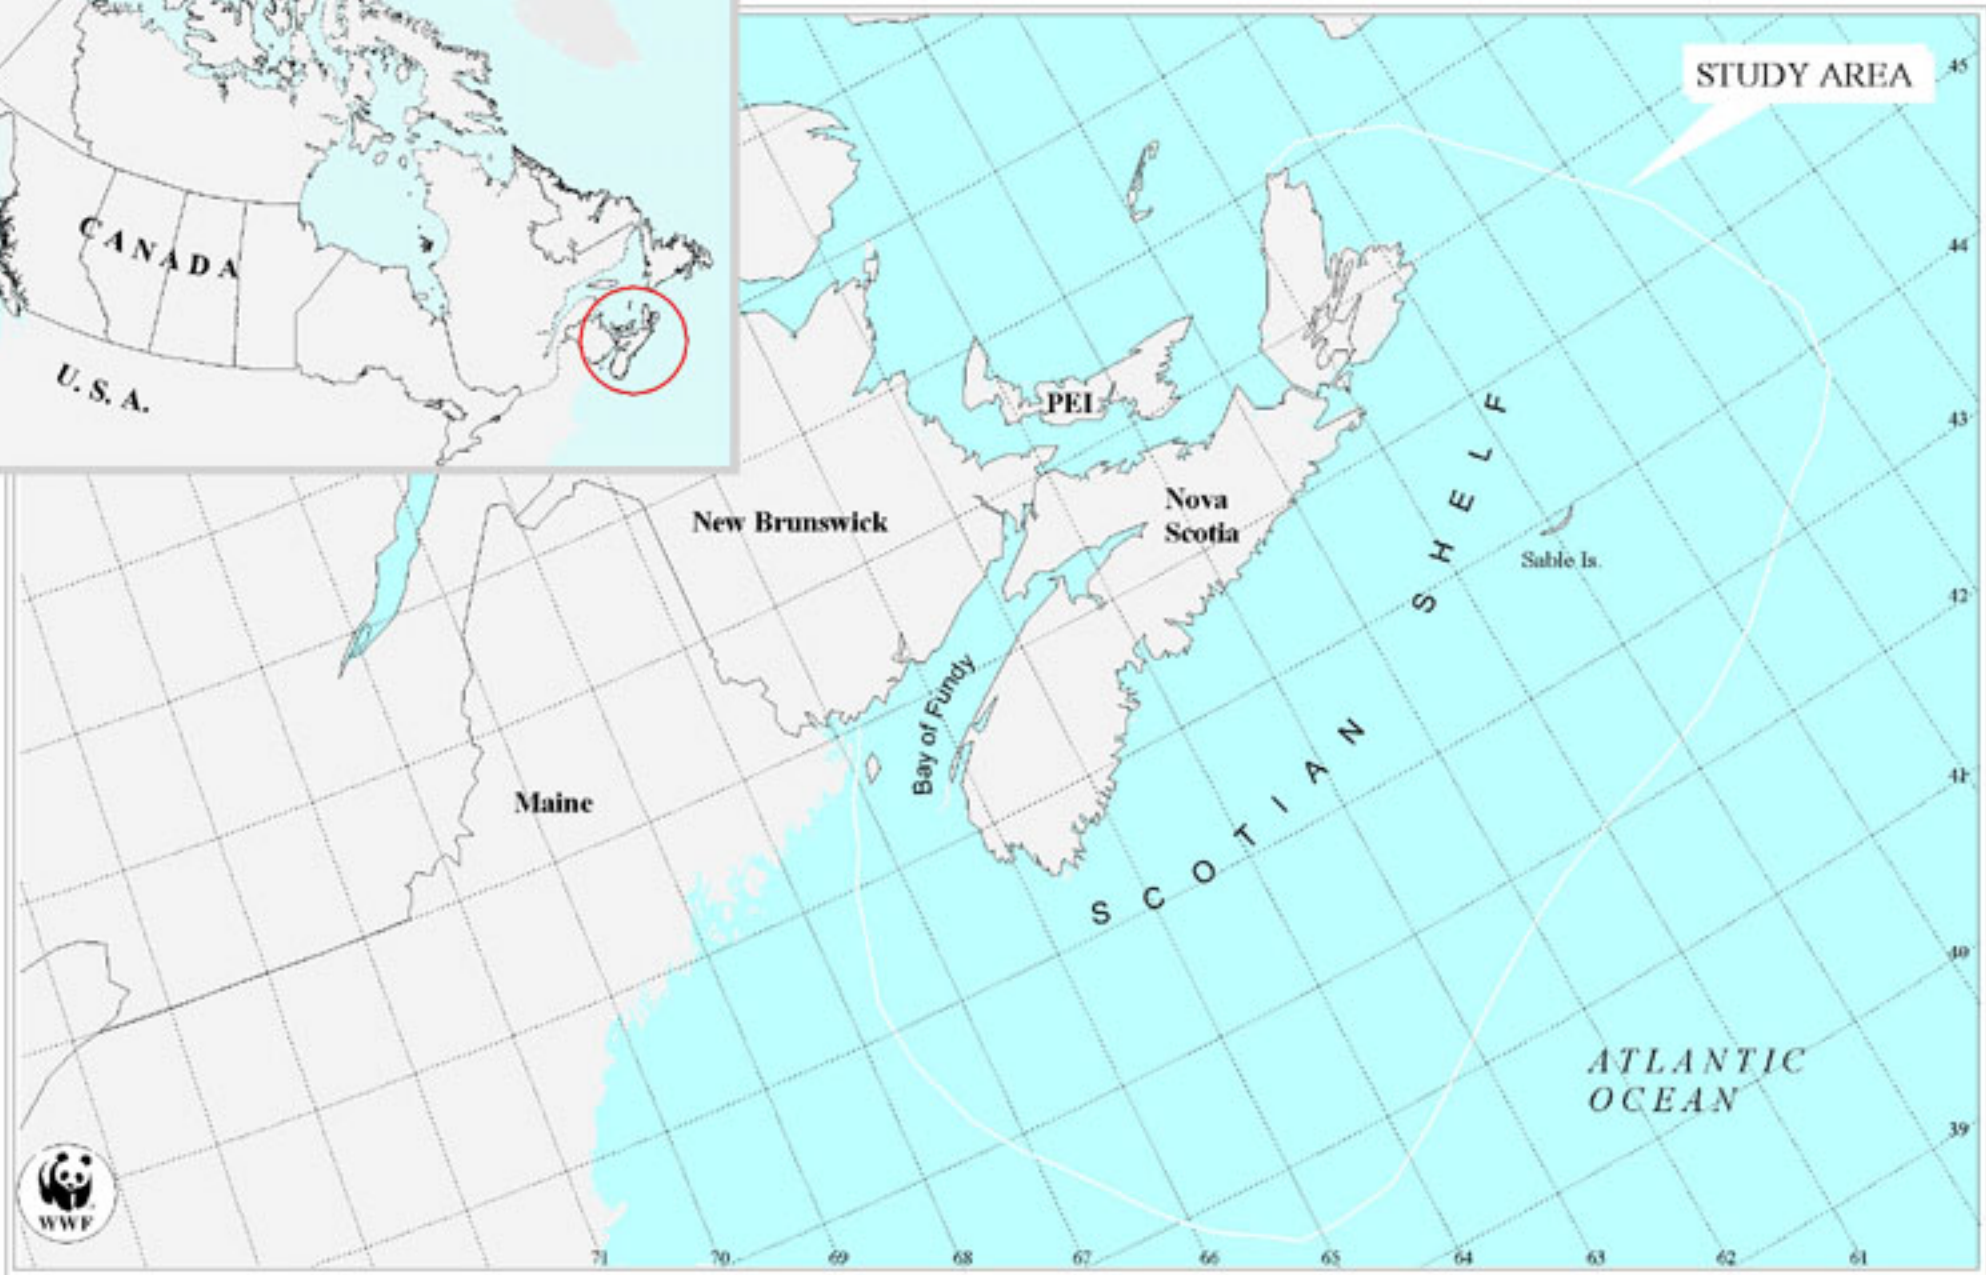 CANADA
U. S. A.
STUDY AREA
PEI
New Brunswick
Nova
Scotia
Maine
Bay of Fundy
SCOTIAN SHELF
Sable Is.
ATLANTIC
OCEAN
WWF
45
44
43
42
41
40
39
71
70
69
68
67
66
65
64
63
62
61